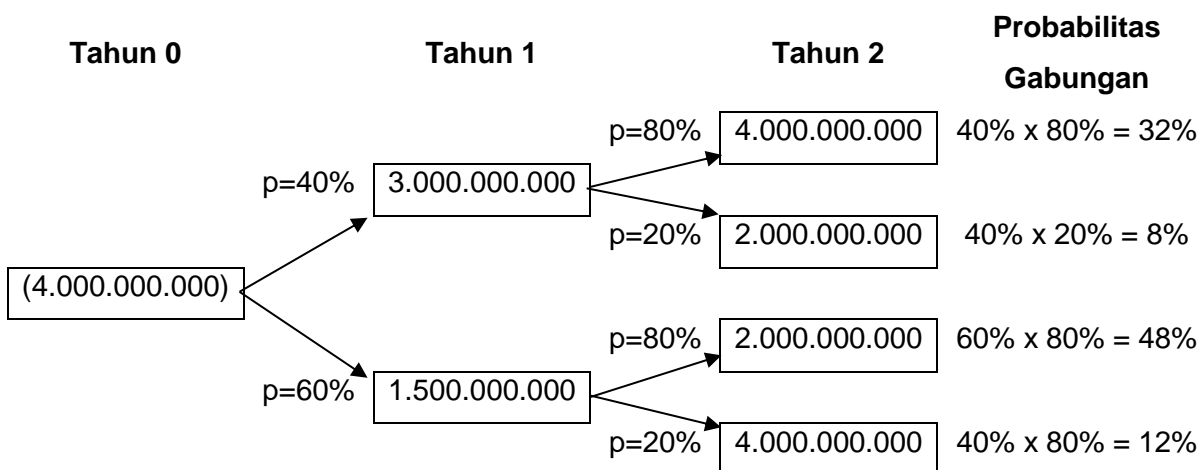 Tahun 0 Tahun 1 Tahun 2 Probabilitas
Gabungan
p=80% 4.000.000.000 40% x 80% = 32%
p=40% 3.000.000.000
p=20% 2.000.000.000 40% x 20% = 8%
(4.000.000.000)
p=80% 2.000.000.000 60% x 80% = 48%
p=60% 1.500.000.000
p=20% 4.000.000.000 40% x 80% = 12%